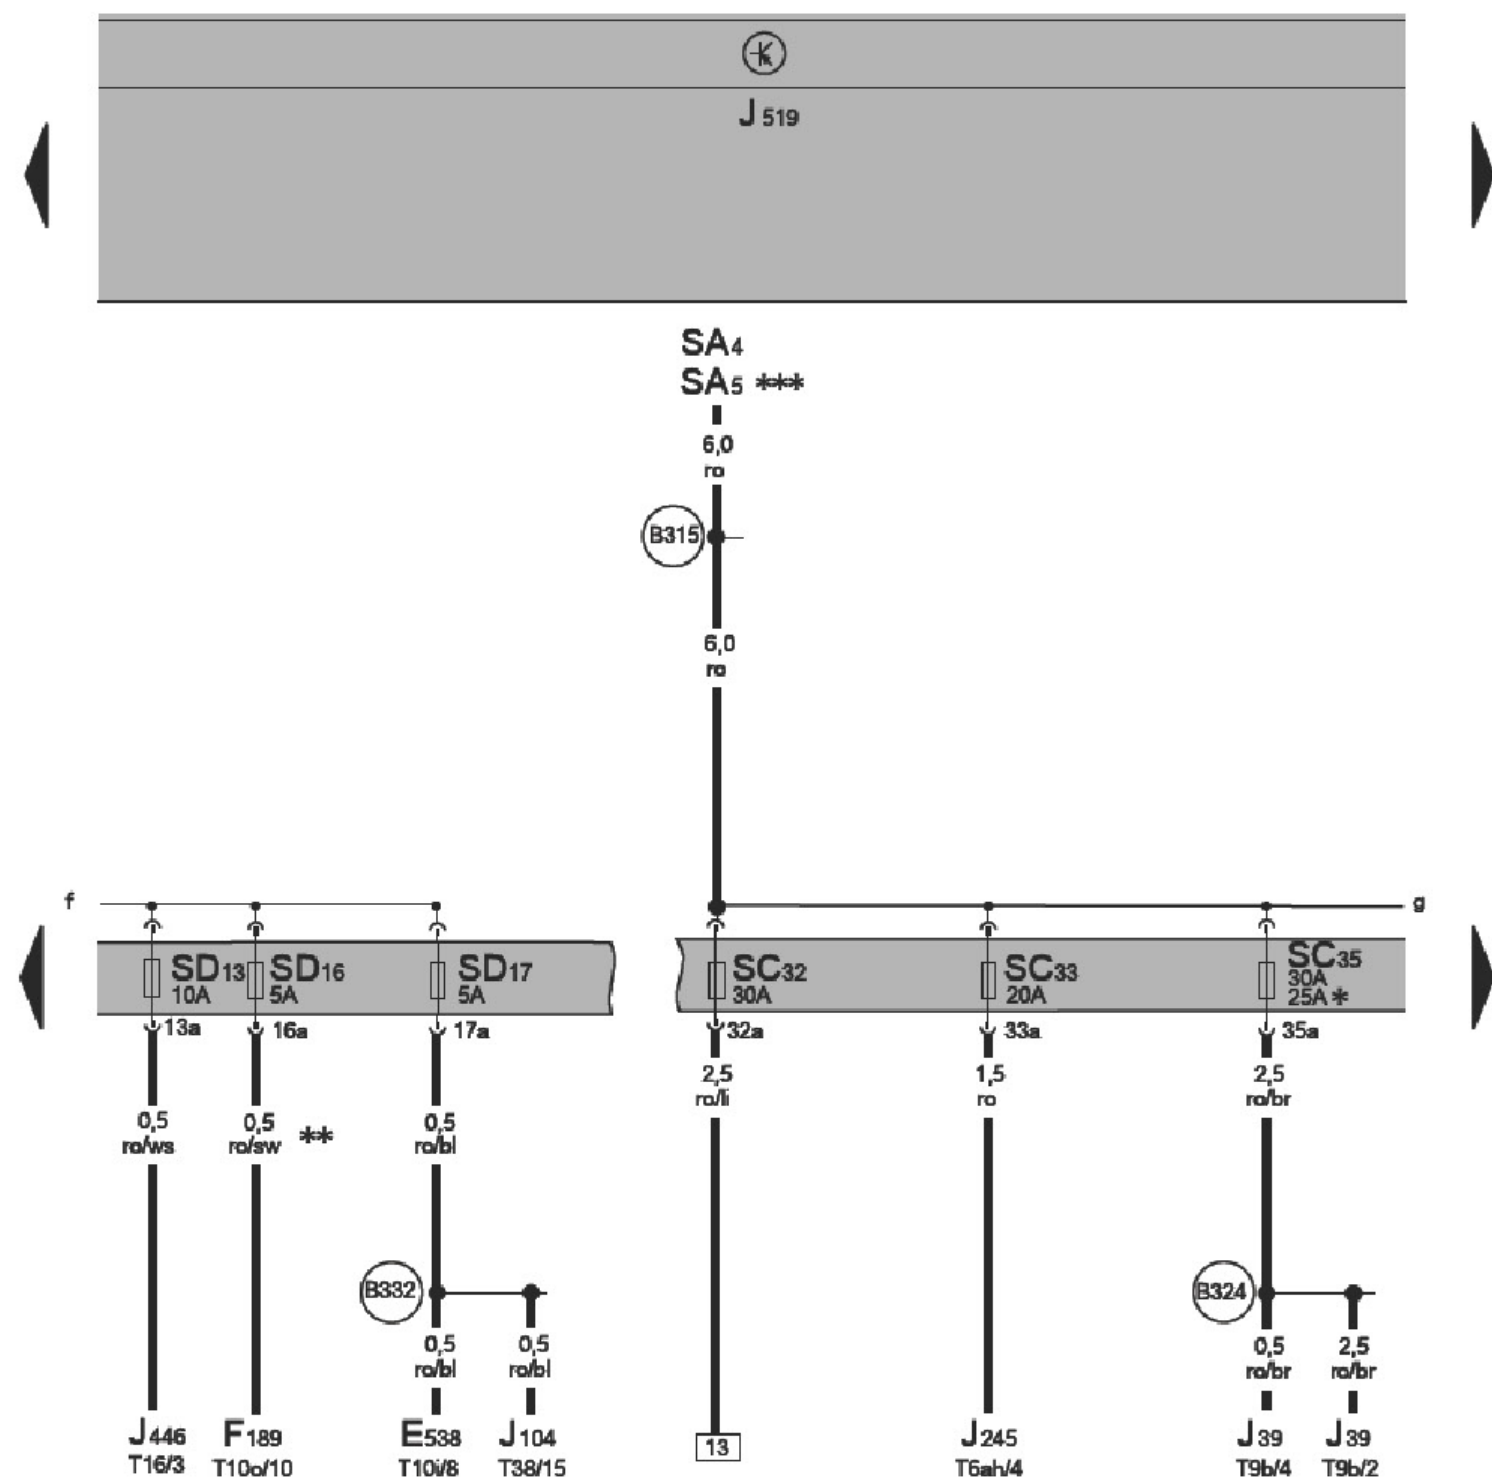 J519
SA4
SA5 ***
6,0
ro
B315
6,0
ro
f
g
SD13
10A
SD16
5A
SD17
5A
SC32
30A
SC33
20A
SC35
30A
25A *
13a
16a
17a
32a
33a
35a
0,5
ro/ws
0,5
ro/sw
**
0,5
ro/bl
2,5
ro/li
1,5
ro
2,5
ro/br
B332
B324
0,5
ro/bl
0,5
ro/bl
0,5
ro/br
2,5
ro/br
J446
T16/3
F189
T10o/10
E538
T10i/8
J104
T38/15
13
J245
T6ah/4
J39
T9b/4
J39
T9b/2